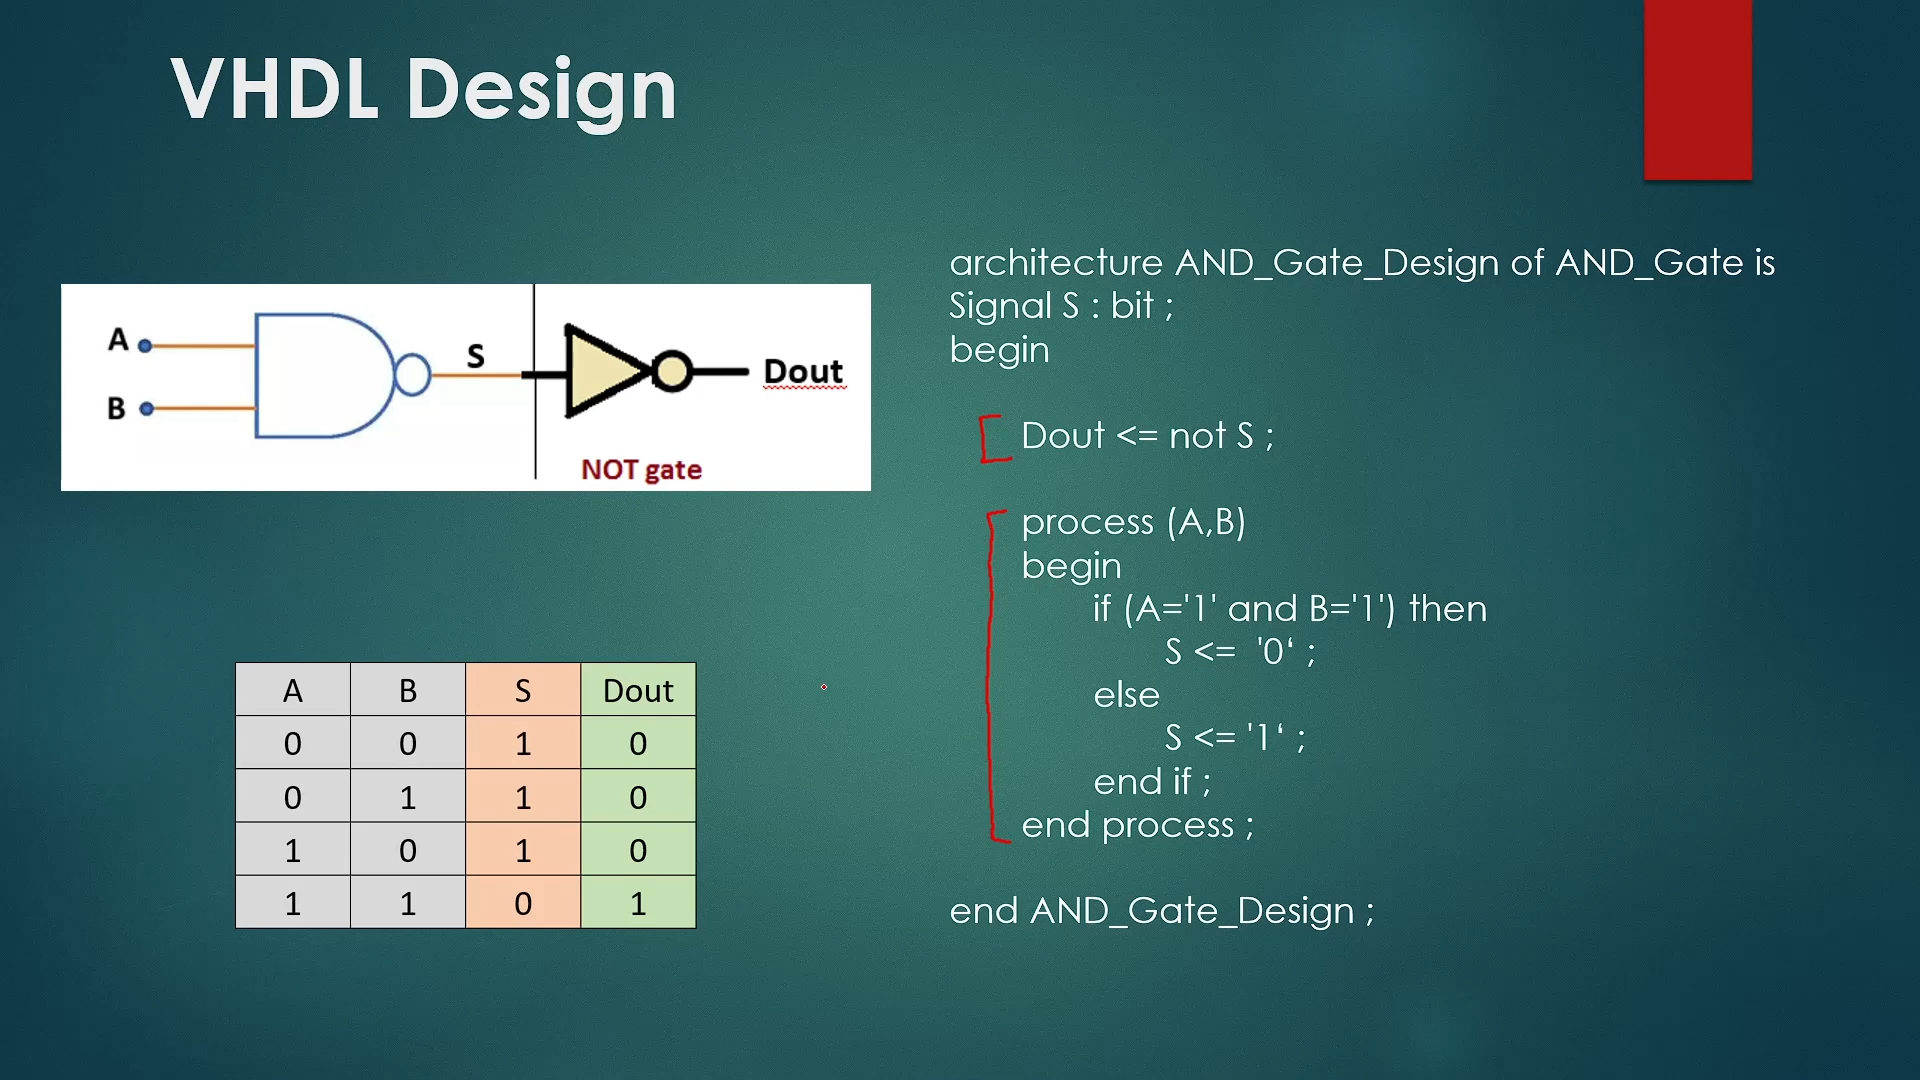 VHDL Design
A
B
S
Dout
NOT gate
A B S Dout
0 0 1 0
0 1 1 0
1 0 1 0
1 1 0 1
architecture AND_Gate_Design of AND_Gate is
Signal S : bit ;
begin
Dout <= not S ;
process (A,B)
begin
if (A='1' and B='1') then
S <= '0‘ ;
else
S <= '1‘ ;
end if ;
end process ;
end AND_Gate_Design ;